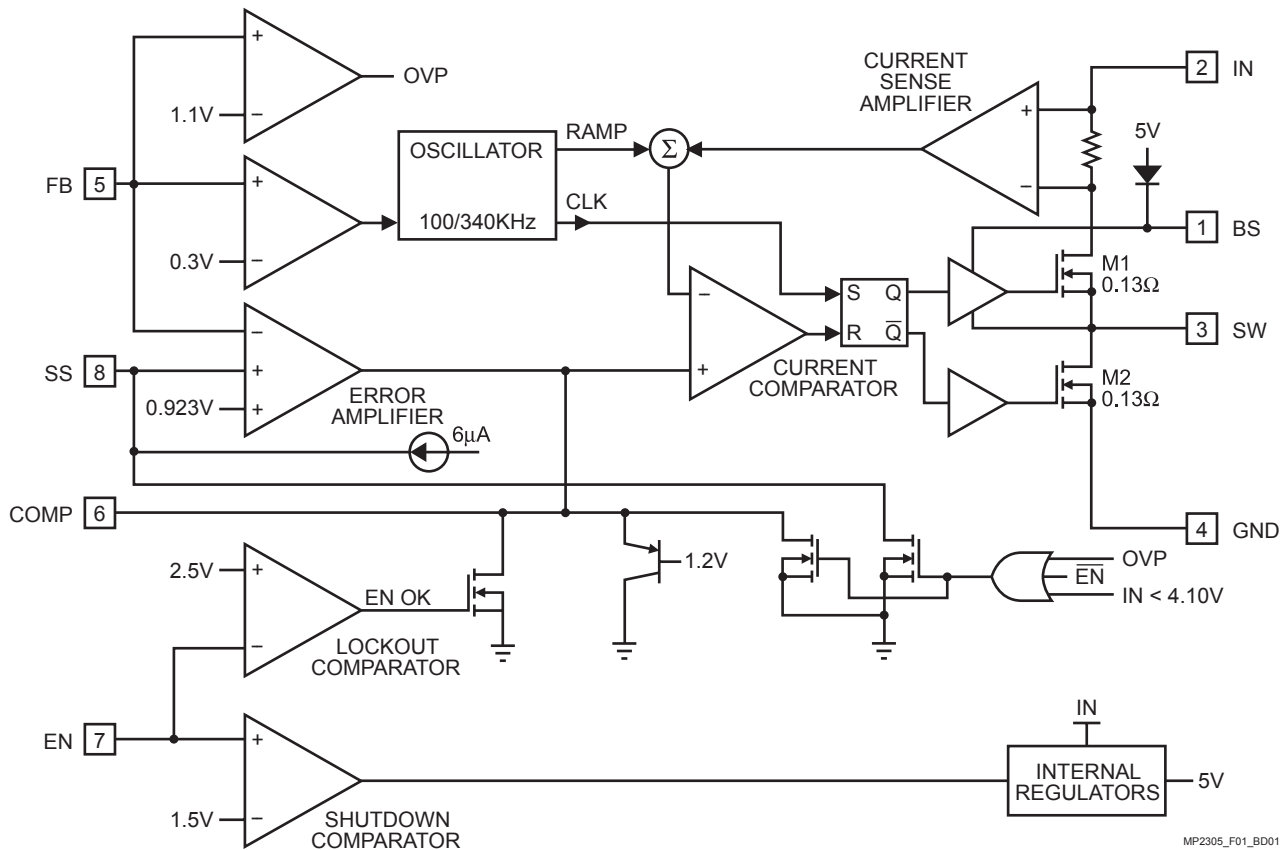 +
OVP
1.1V
−
FB 5
+
0.3V
−
OSCILLATOR
100/340KHz
RAMP
CLK
Σ
CURRENT
SENSE
AMPLIFIER
+
−
2 IN
5V
1 BS
M1
0.13Ω
3 SW
M2
0.13Ω
4 GND
S Q
R Q̅
−
+
CURRENT
COMPARATOR
SS 8
−
+
0.923V
+
ERROR
AMPLIFIER
6µA
COMP 6
2.5V
+
−
EN OK
LOCKOUT
COMPARATOR
1.2V
OVP
E̅N̅
IN < 4.10V
EN 7
+
1.5V
−
SHUTDOWN
COMPARATOR
IN
INTERNAL
REGULATORS
5V
MP2305_F01_BD01